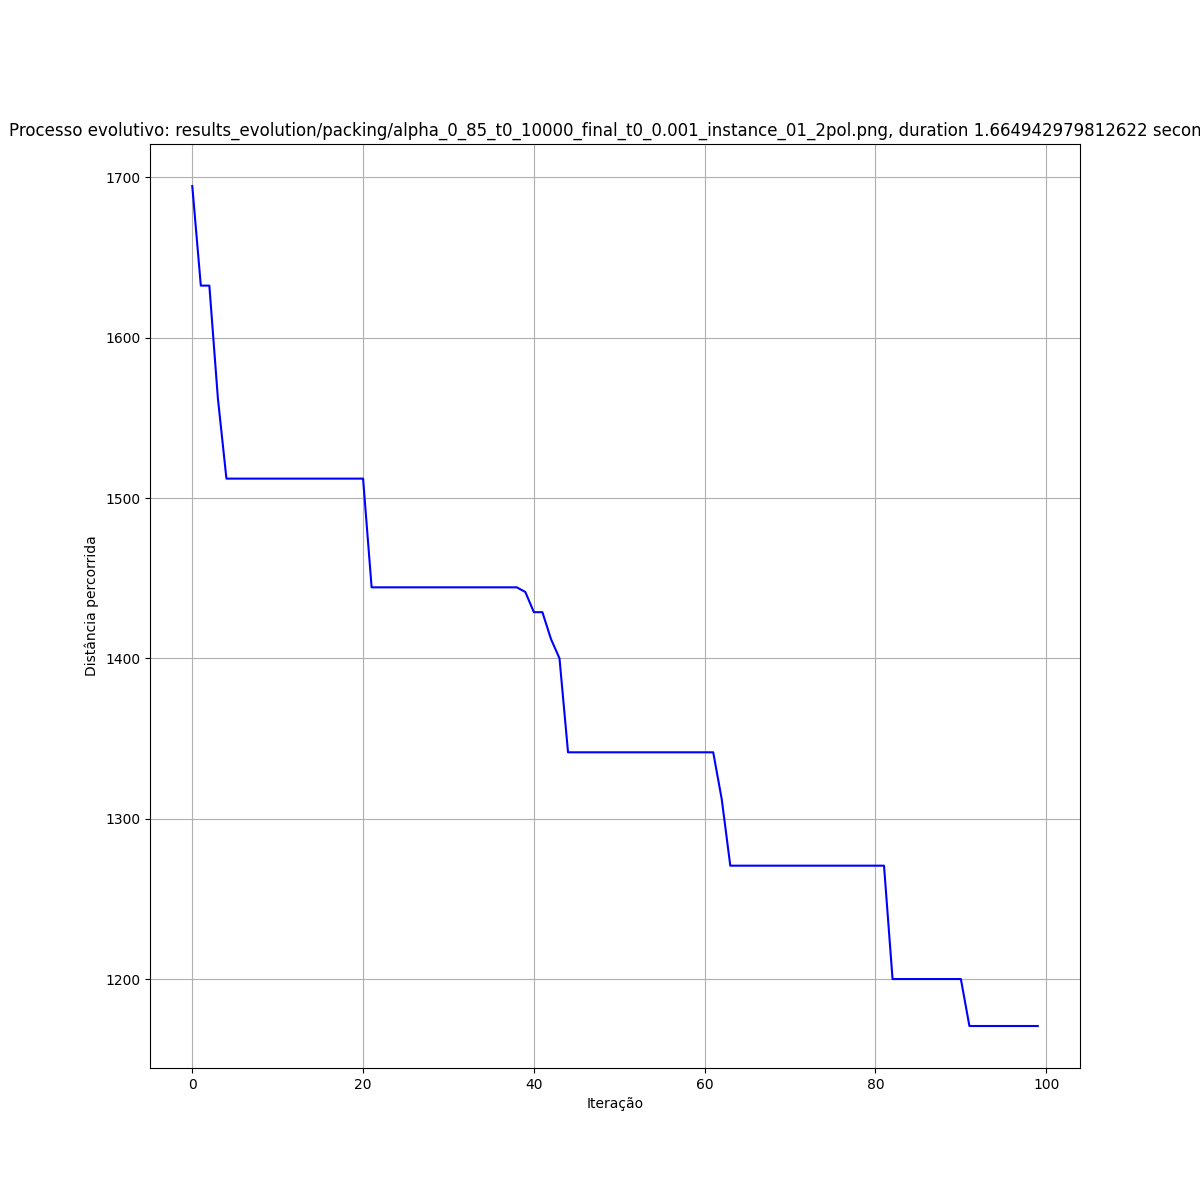 Processo evolutivo: results_evolution/packing/alpha_0_85_t0_10000_final_t0_0.001_instance_01_2pol.png, duration 1.664942979812622 secon
1700
1600
1500
1400
1300
1200
Distância percorrida
0 20 40 60 80 100
Iteração